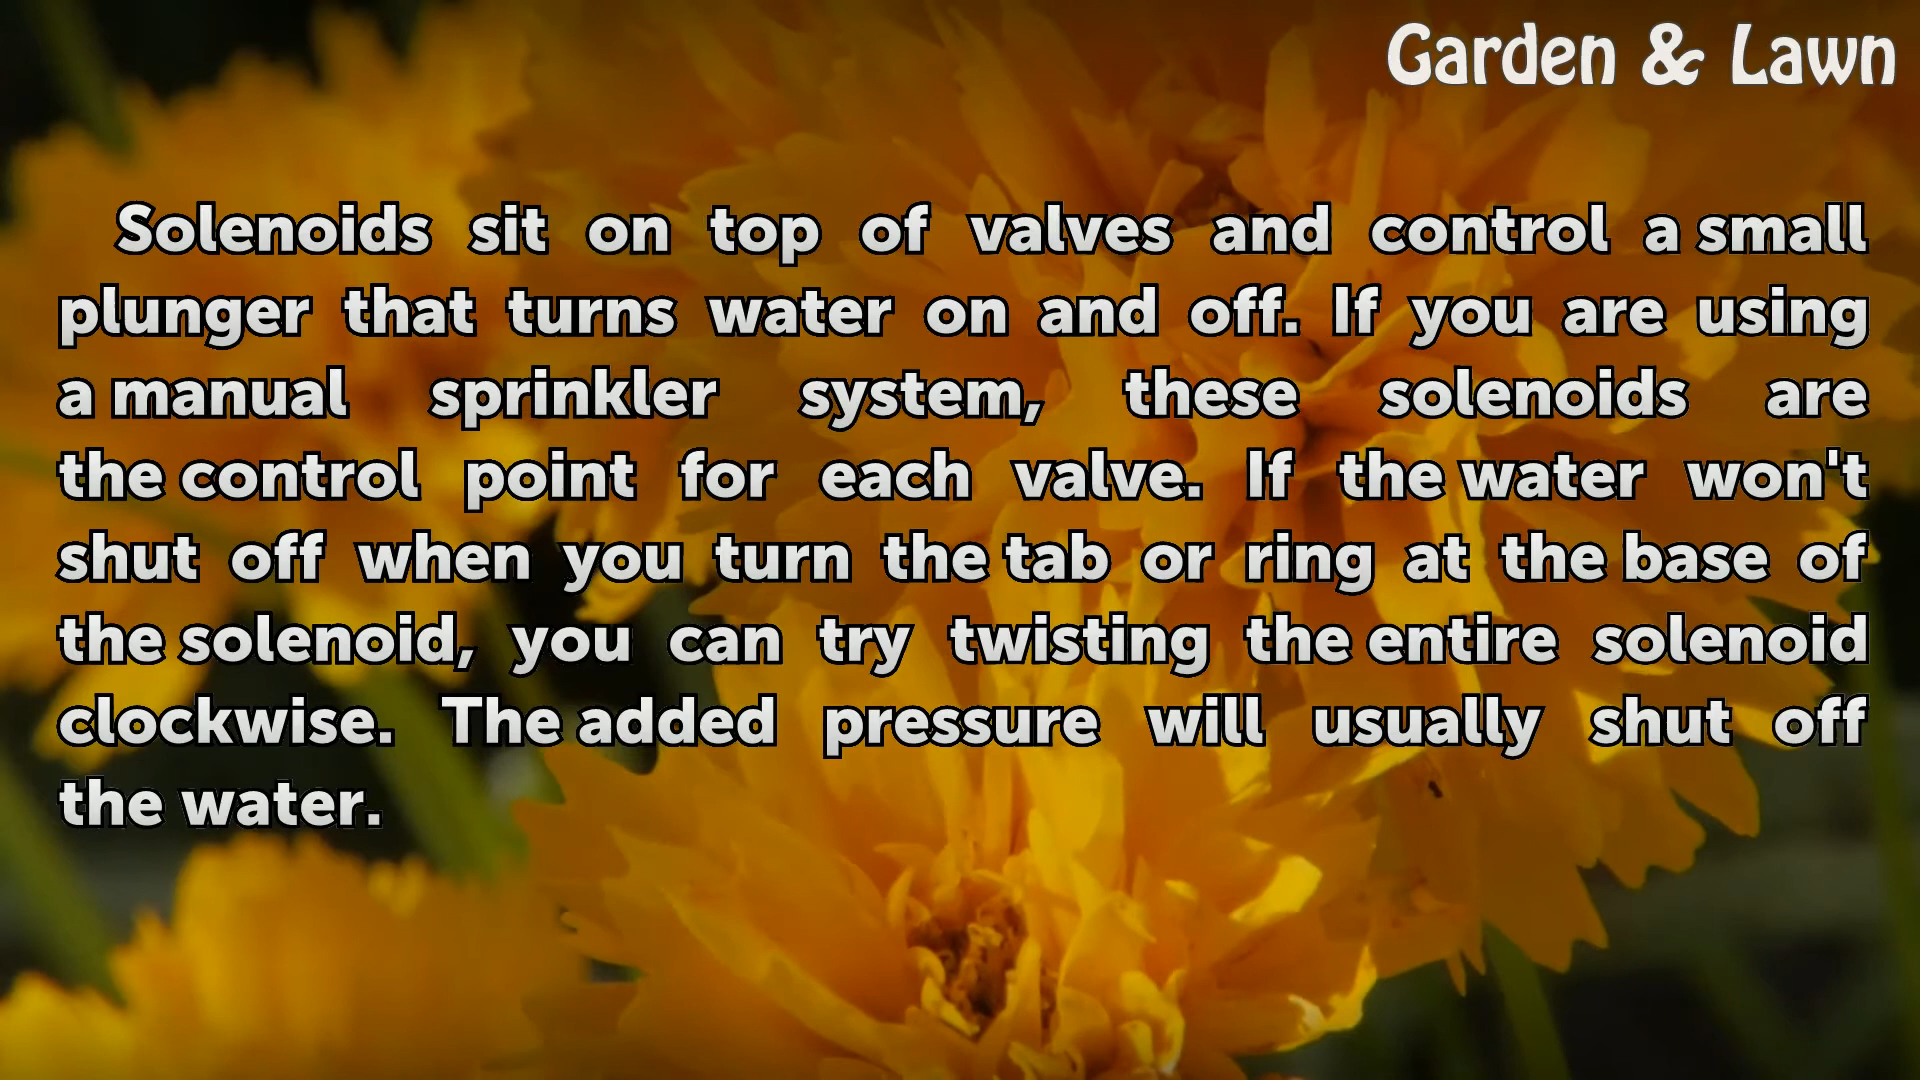 Garden & Lawn
Solenoids sit on top of valves and control a small
plunger that turns water on and off. If you are using
a manual sprinkler system, these solenoids are
the control point for each valve. If the water won't
shut off when you turn the tab or ring at the base of
the solenoid, you can try twisting the entire solenoid
clockwise. The added pressure will usually shut off
the water.